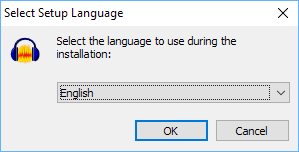 Select Setup Language
Select the language to use during the
installation:
English
OK
Cancel